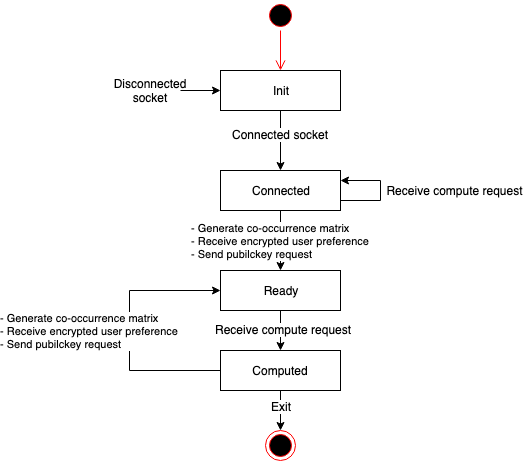 Disconnected
socket
Init
Connected socket
Connected
Receive compute request
- Generate co-occurrence matrix
- Receive encrypted user preference
- Send pubilckey request
Ready
- Generate co-occurrence matrix
- Receive encrypted user preference
- Send pubilckey request
Receive compute request
Computed
Exit